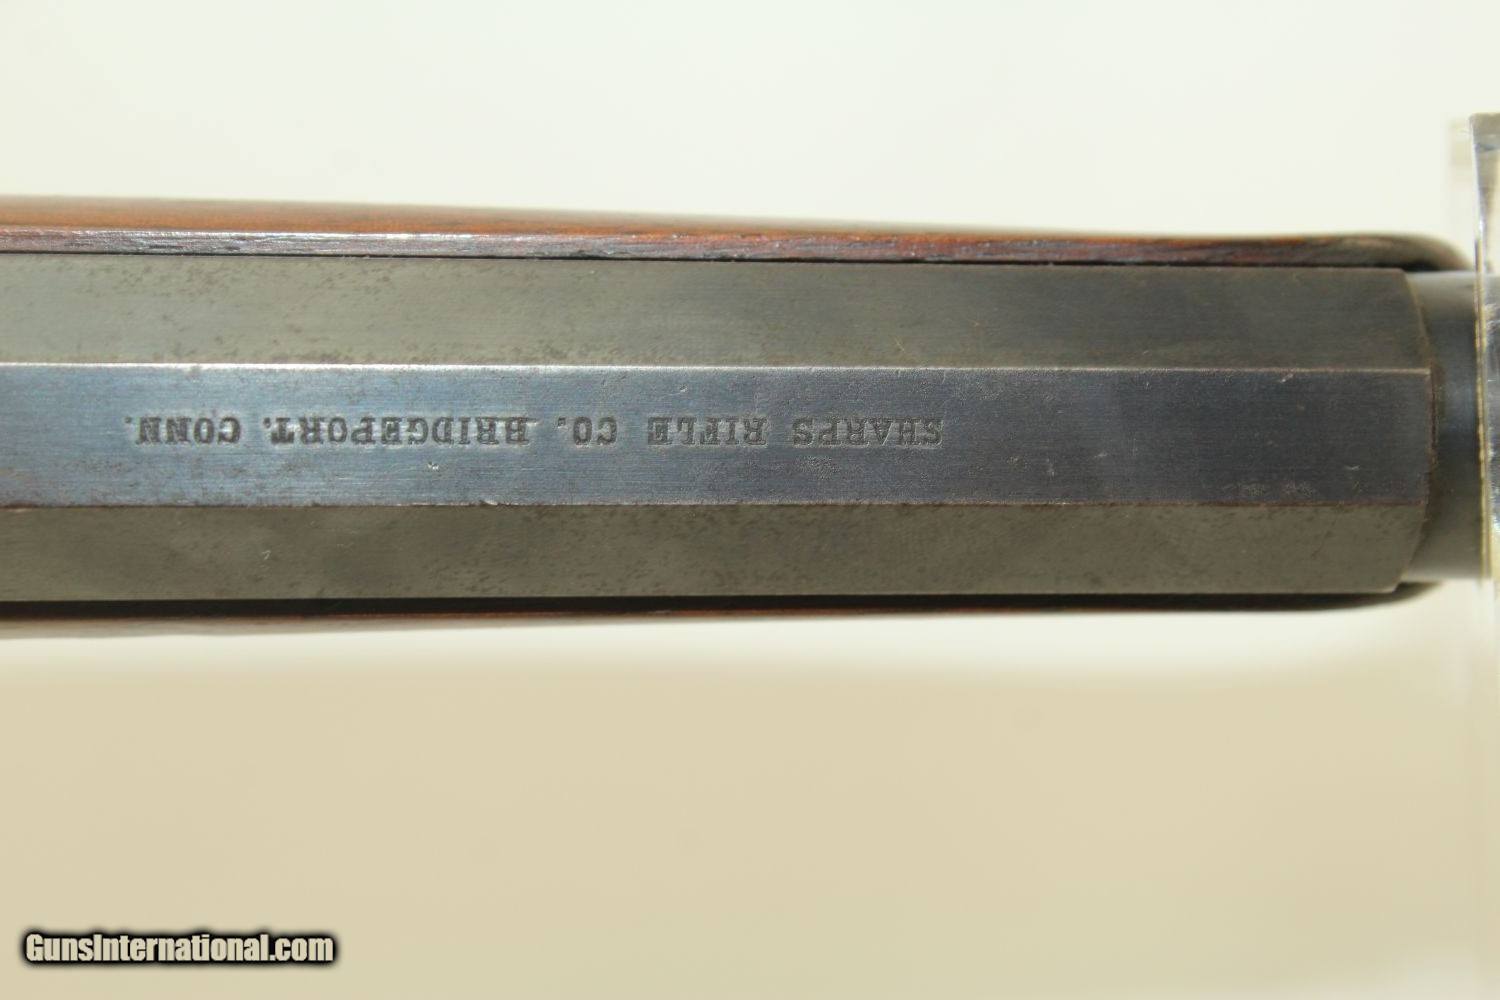 SHARPS RIFLE CO. BRIDGEPORT. CONN.
GunsInternational.com